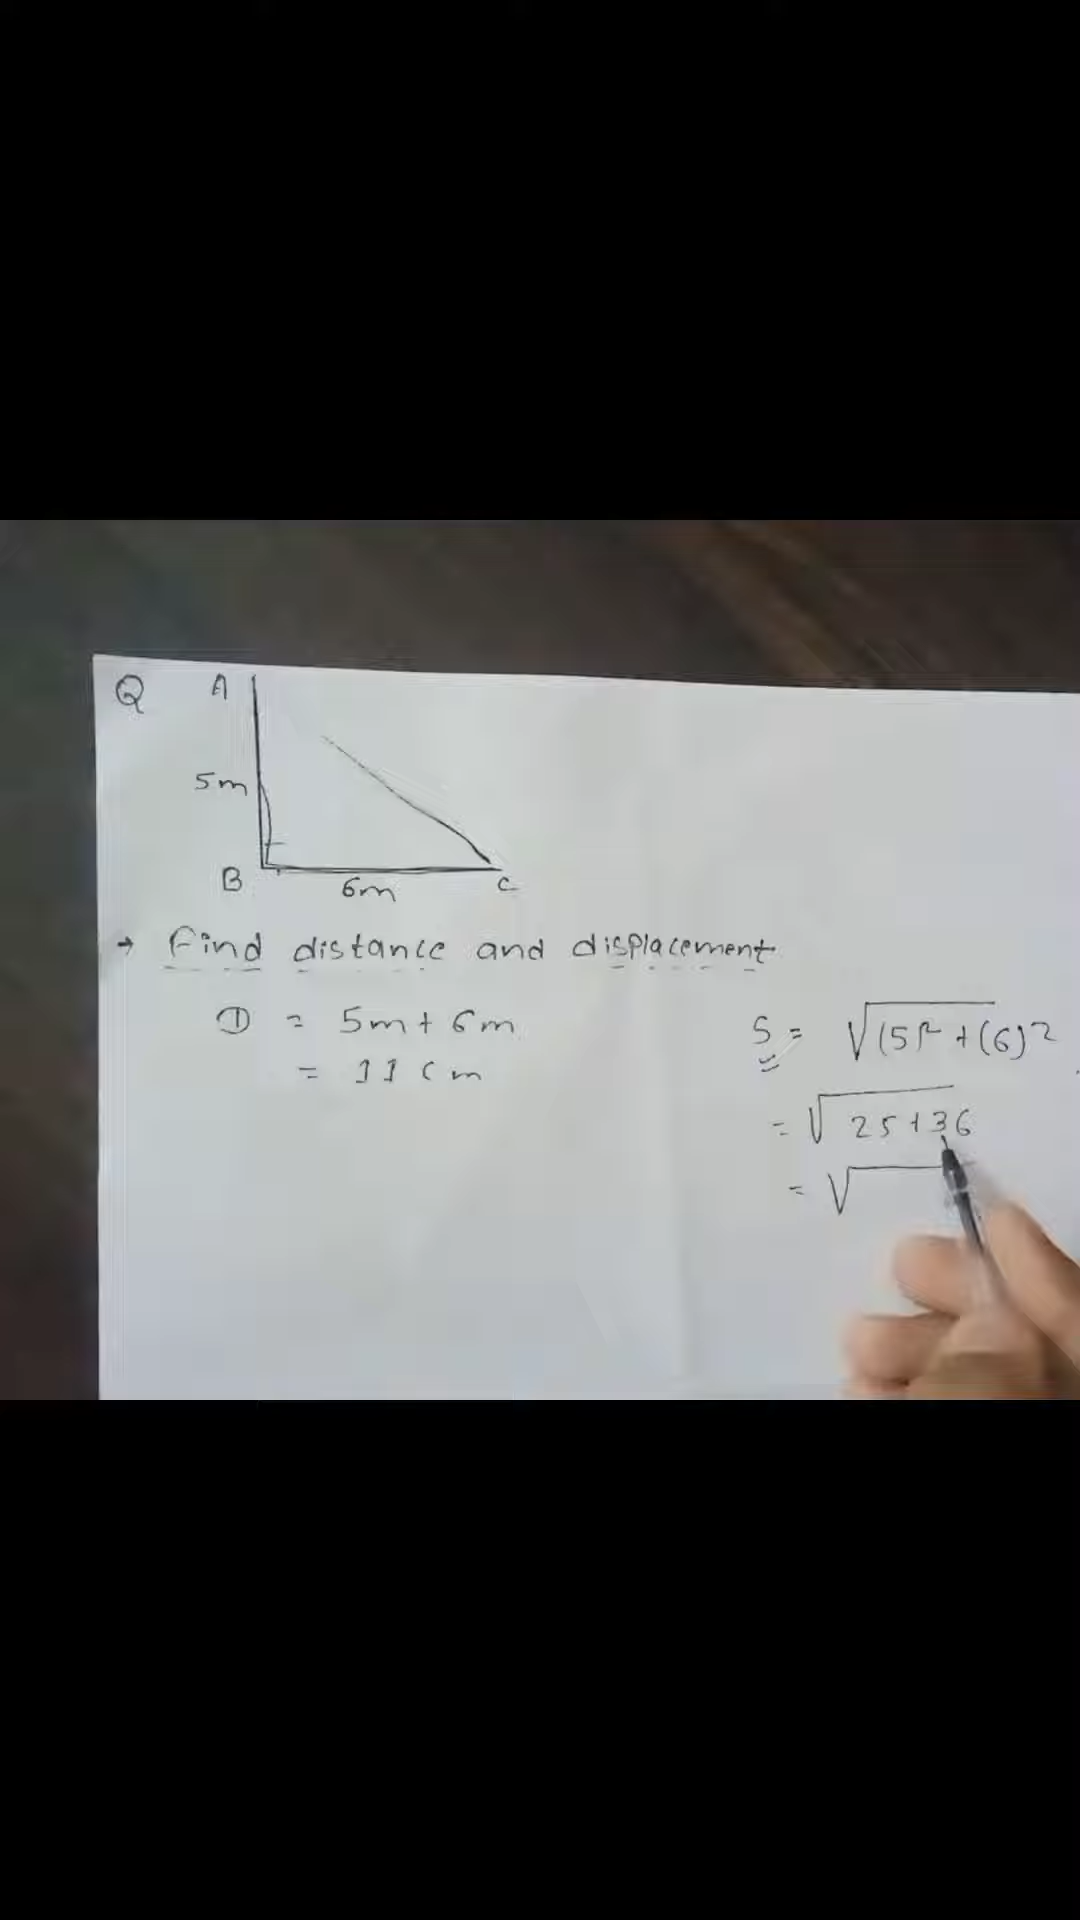 Q A
5m
B 6m C
→ Find distance and displacement
① = 5m + 6m
= 11 cm
S = √(5)² + (6)²
= √25+36
= √